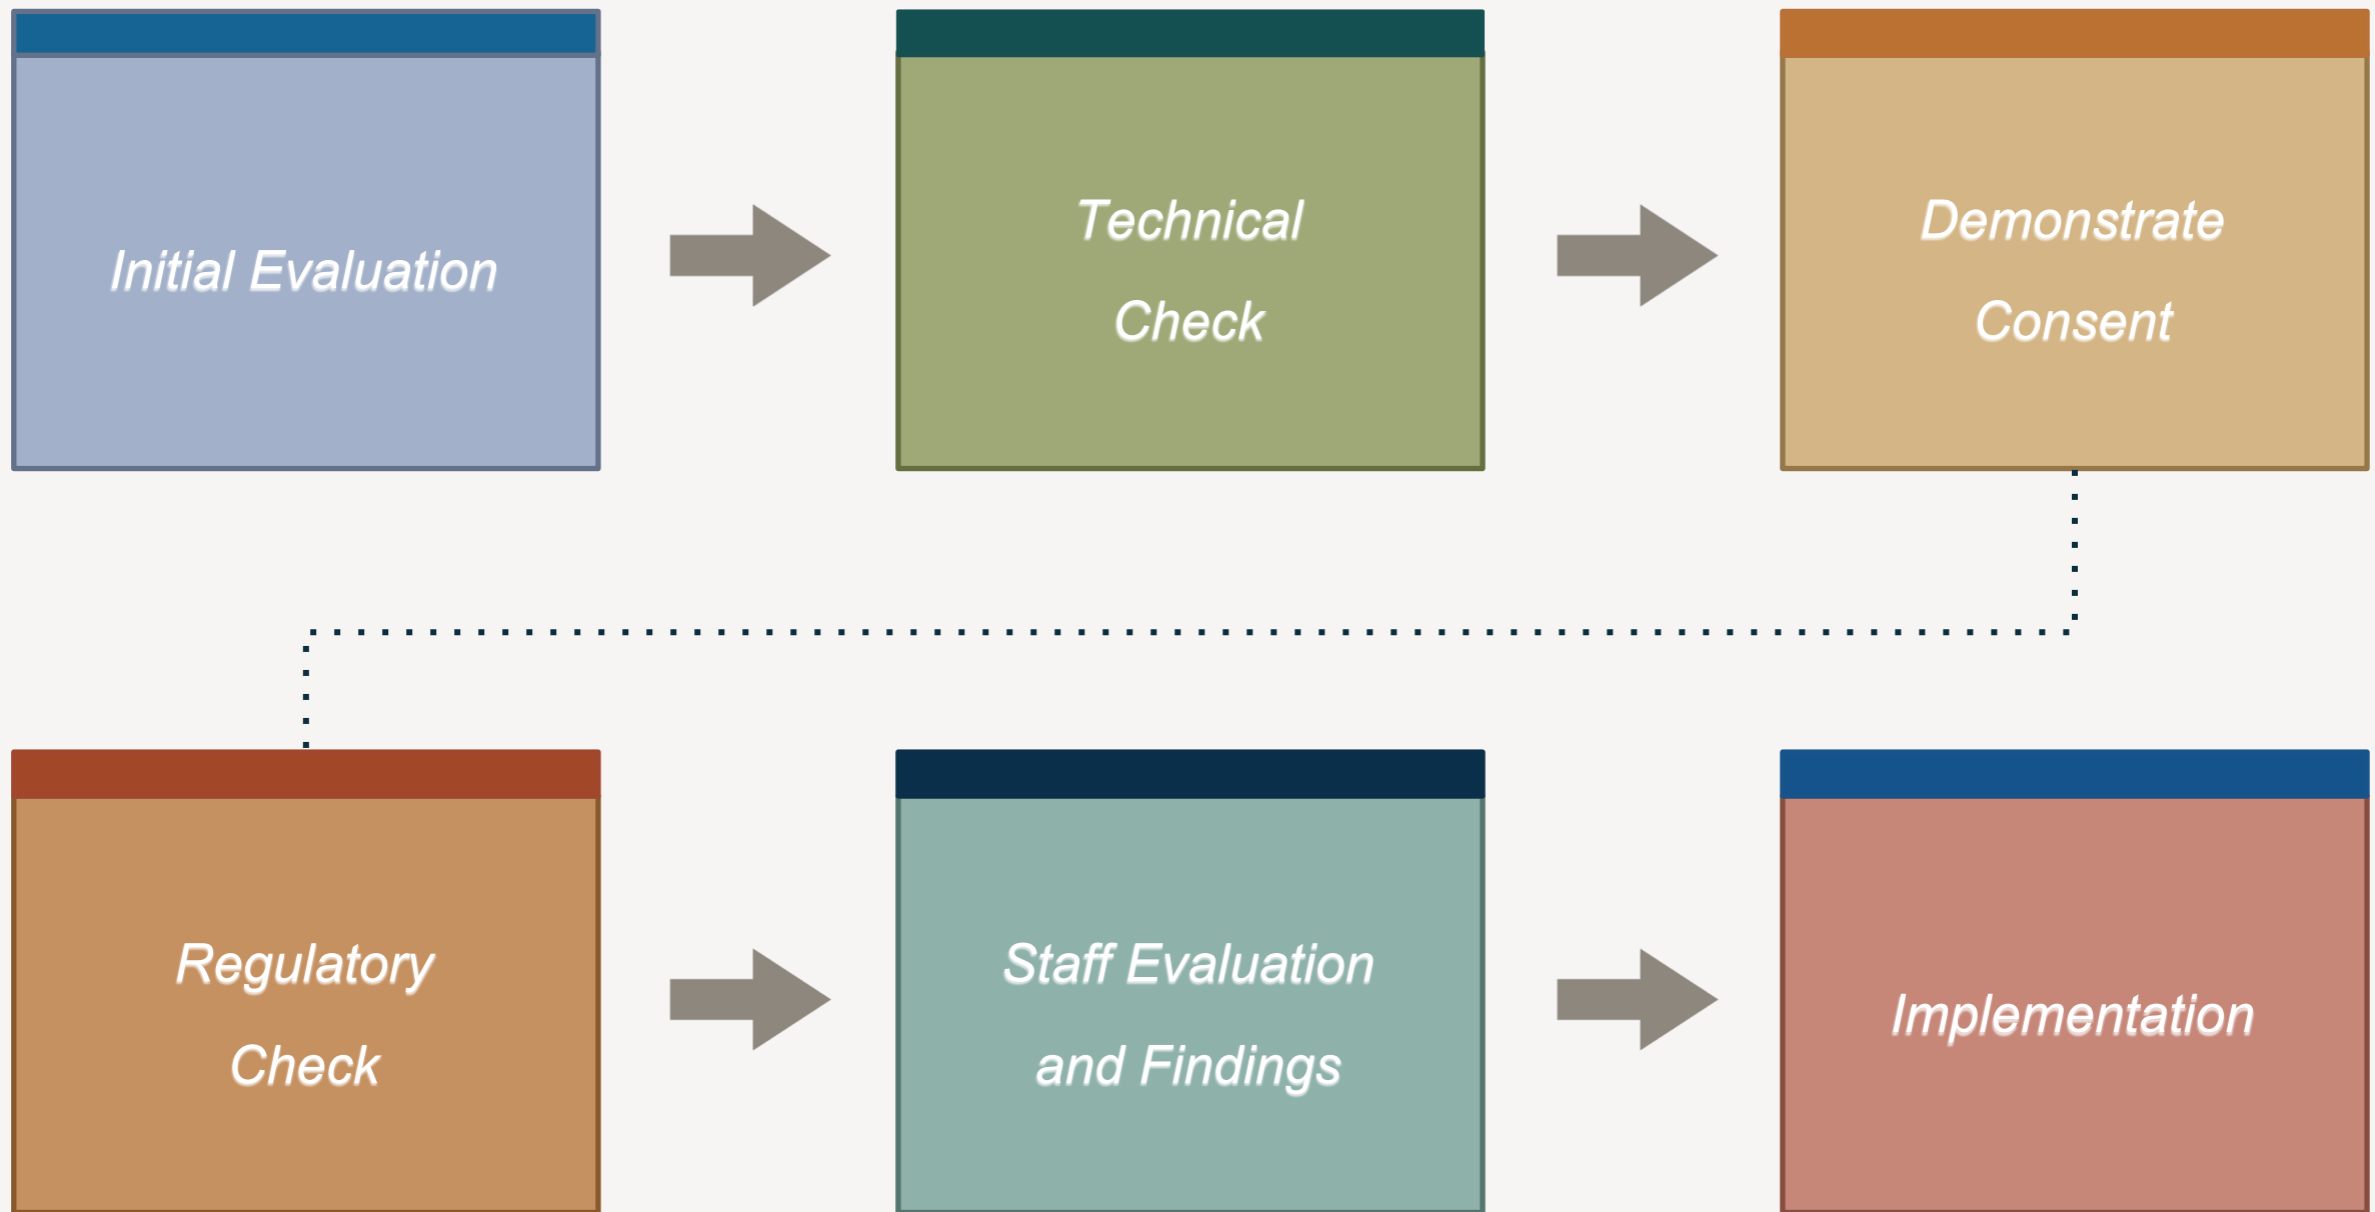 Initial Evaluation
Technical
Check
Demonstrate
Consent
Regulatory
Check
Staff Evaluation
and Findings
Implementation